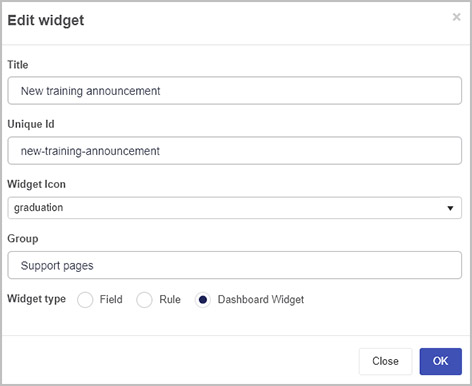 Edit widget
Title
New training announcement
Unique Id
new-training-announcement
Widget Icon
graduation
Group
Support pages
Widget type Field Rule Dashboard Widget
Close OK